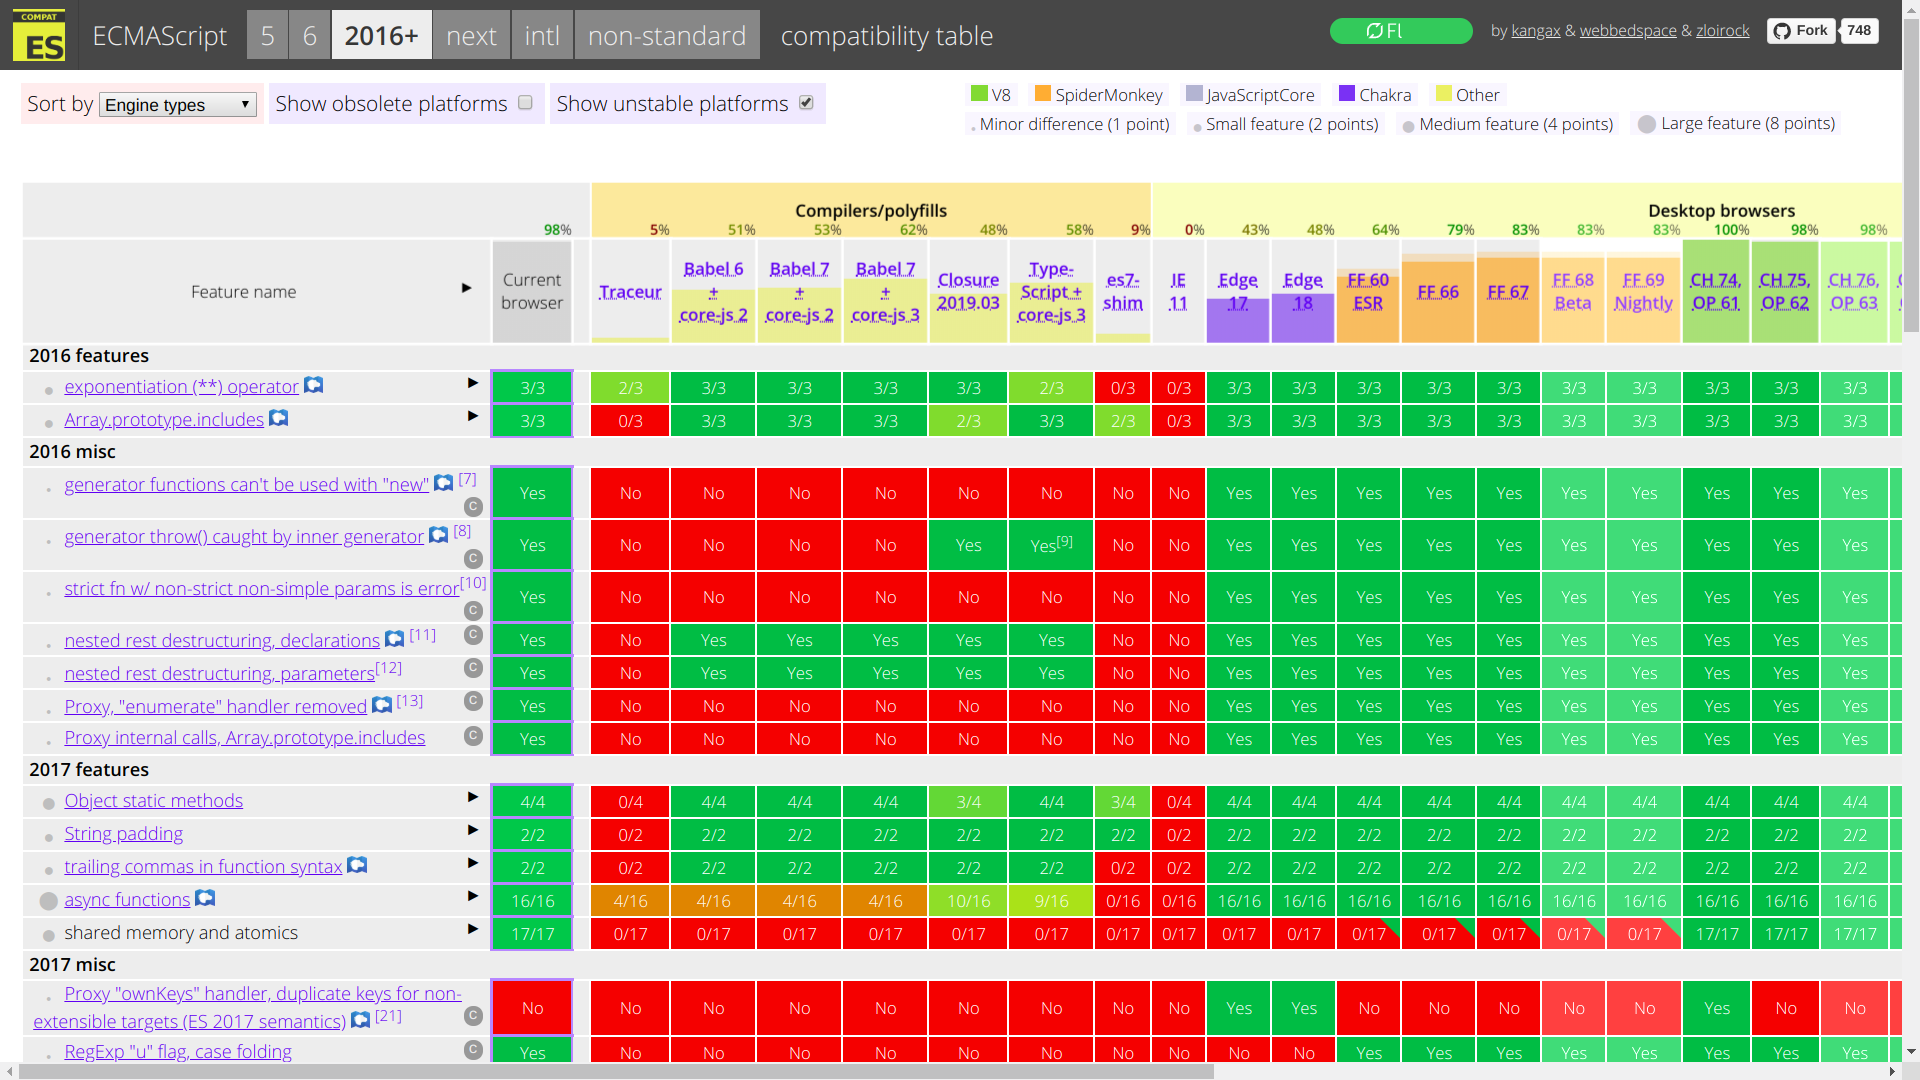 COMPAT
ES
ECMAScript 5 6 2016+ next intl non-standard compatibility table
Fl
by kangax & webbedspace & zloirock
Fork 748
Sort by Engine types Show obsolete platforms Show unstable platforms
V8 SpiderMonkey JavaScriptCore Chakra Other
Minor difference (1 point) Small feature (2 points) Medium feature (4 points) Large feature (8 points)
Compilers/polyfills Desktop browsers
98% 5% 51% 53% 62% 48% 58% 9% 0% 43% 48% 64% 79% 83% 83% 83% 100% 98% 98%
Feature name
Current browser
Traceur
Babel 6 + core-js 2
Babel 7 + core-js 2
Babel 7 + core-js 3
Closure 2019.03
Type-Script + core-js 3
es7-shim
IE 11
Edge 17
Edge 18
FF 60 ESR
FF 66
FF 67
FF 68 Beta
FF 69 Nightly
CH 74, OP 61
CH 75, OP 62
CH 76, OP 63
2016 features
exponentiation (**) operator 3/3 2/3 3/3 3/3 3/3 3/3 2/3 0/3 0/3 3/3 3/3 3/3 3/3 3/3 3/3 3/3 3/3 3/3 3/3
Array.prototype.includes 3/3 0/3 3/3 3/3 3/3 2/3 3/3 2/3 0/3 3/3 3/3 3/3 3/3 3/3 3/3 3/3 3/3 3/3 3/3
2016 misc
generator functions can't be used with "new" [7] C Yes No No No No No No No No Yes Yes Yes Yes Yes Yes Yes Yes Yes Yes
generator throw() caught by inner generator [8] C Yes No No No No Yes Yes[9] No No Yes Yes Yes Yes Yes Yes Yes Yes Yes Yes
strict fn w/ non-strict non-simple params is error[10] C Yes No No No No No No No No Yes Yes Yes Yes Yes Yes Yes Yes Yes Yes
nested rest destructuring, declarations [11] C Yes No Yes Yes Yes Yes Yes No No Yes Yes Yes Yes Yes Yes Yes Yes Yes Yes
nested rest destructuring, parameters[12] C Yes No Yes Yes Yes Yes Yes No No Yes Yes Yes Yes Yes Yes Yes Yes Yes Yes
Proxy, "enumerate" handler removed [13] C Yes No No No No No No No No Yes Yes Yes Yes Yes Yes Yes Yes Yes Yes
Proxy internal calls, Array.prototype.includes C Yes No No No No No No No No Yes Yes Yes Yes Yes Yes Yes Yes Yes Yes
2017 features
Object static methods 4/4 0/4 4/4 4/4 4/4 3/4 4/4 3/4 0/4 4/4 4/4 4/4 4/4 4/4 4/4 4/4 4/4 4/4 4/4
String padding 2/2 0/2 2/2 2/2 2/2 2/2 2/2 2/2 0/2 2/2 2/2 2/2 2/2 2/2 2/2 2/2 2/2 2/2 2/2
trailing commas in function syntax 2/2 0/2 2/2 2/2 2/2 2/2 2/2 0/2 0/2 2/2 2/2 2/2 2/2 2/2 2/2 2/2 2/2 2/2 2/2
async functions 16/16 4/16 4/16 4/16 4/16 10/16 9/16 0/16 0/16 16/16 16/16 16/16 16/16 16/16 16/16 16/16 16/16 16/16 16/16
shared memory and atomics 17/17 0/17 0/17 0/17 0/17 0/17 0/17 0/17 0/17 0/17 0/17 0/17 0/17 0/17 0/17 0/17 17/17 17/17 17/17
2017 misc
Proxy "ownKeys" handler, duplicate keys for non-
extensible targets (ES 2017 semantics) [21] C No No No No No No No No No Yes Yes No No No No No Yes No No
RegExp "u" flag, case folding C Yes No No No No No No No No No No Yes Yes Yes Yes Yes Yes Yes Yes